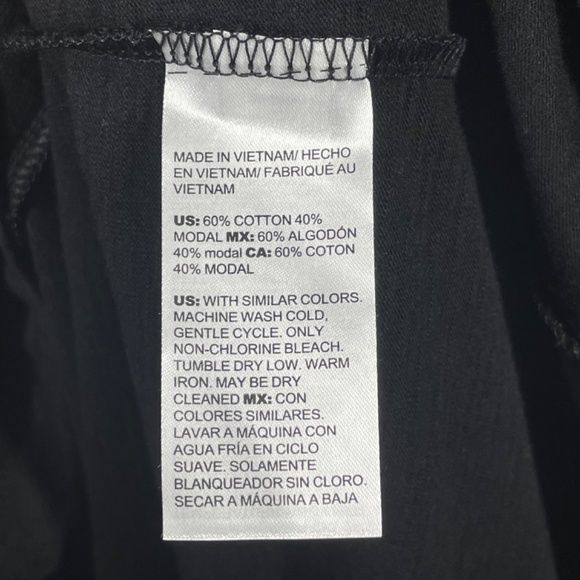 MADE IN VIETNAM/ HECHO
EN VIETNAM/ FABRIQUÉ AU
VIETNAM
US: 60% COTTON 40%
MODAL MX: 60% ALGODÓN
40% modal CA: 60% COTON
40% MODAL
US: WITH SIMILAR COLORS.
MACHINE WASH COLD,
GENTLE CYCLE. ONLY
NON-CHLORINE BLEACH.
TUMBLE DRY LOW. WARM
IRON. MAY BE DRY
CLEANED MX: CON
COLORES SIMILARES.
LAVAR A MÁQUINA CON
AGUA FRÍA EN CICLO
SUAVE. SOLAMENTE
BLANQUEADOR SIN CLORO.
SECAR A MÁQUINA A BAJA